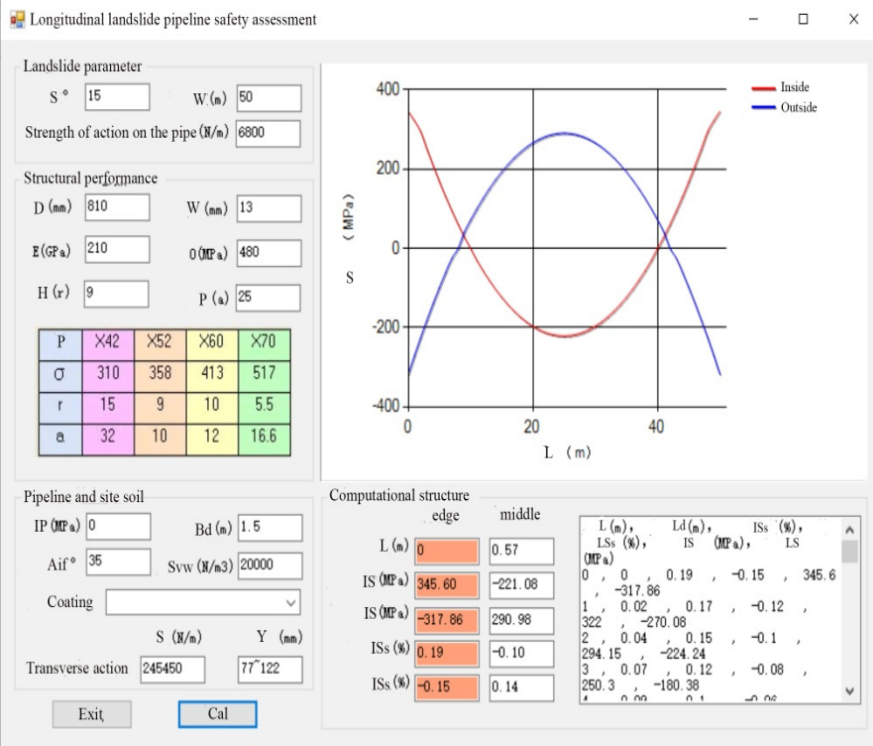 Longitudinal landslide pipeline safety assessment
Landslide parameter
S° 15 W.(m) 50
Strength of action on the pipe (N/m) 6800
Structural performance
D (mm) 810 W (mm) 13
E(GPa) 210 O(MPa) 480
H (r) 9 P (a) 25
P X42 X52 X60 X70
σ 310 358 413 517
r 15 9 10 5.5
a 32 10 12 16.6
Pipeline and site soil
IP (MPa) 0 Bd (m) 1.5
Aif° 35 Svw (N/m3) 20000
Coating
S (N/m) Y (mm)
Transverse action 245450 77~122
Exit Cal
Inside
Outside
400
200
0
-200
-400
(MPa)
S
0 20 40
L (m)
Computational structure
edge middle
L (m) 0 0.57
IS (MPa) 345.60 -221.08
IS (MPa) -317.86 290.98
ISs (%) 0.19 -0.10
ISs (%) -0.15 0.14
L (m), Ld (m), ISs (%),
LSs (%), IS (MPa), LS
(MPa)
0 , 0 , 0.19 , -0.15 , 345.6
, -317.86
1 , 0.02 , 0.17 , -0.12 ,
322 , -270.08
2 , 0.04 , 0.15 , -0.1 ,
294.15 , -224.24
3 , 0.07 , 0.12 , -0.08 ,
250.3 , -180.38